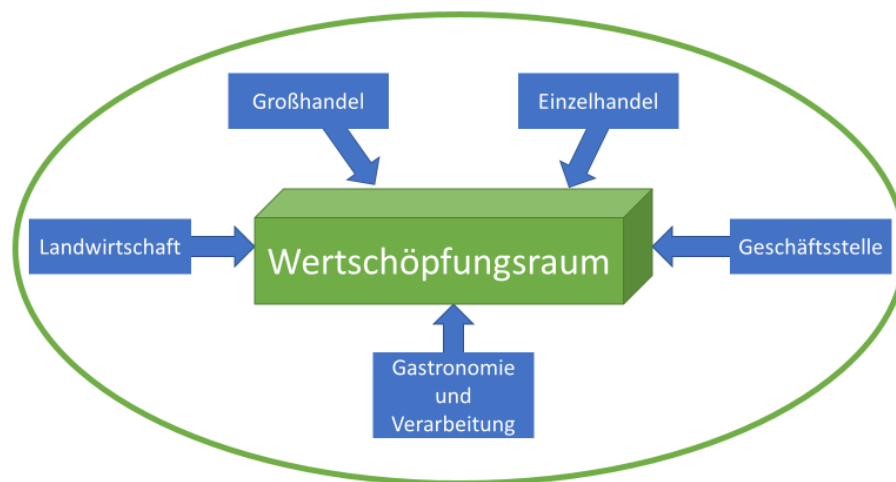 Großhandel
Einzelhandel
Landwirtschaft
Wertschöpfungsraum
Geschäftsstelle
Gastronomie
und
Verarbeitung